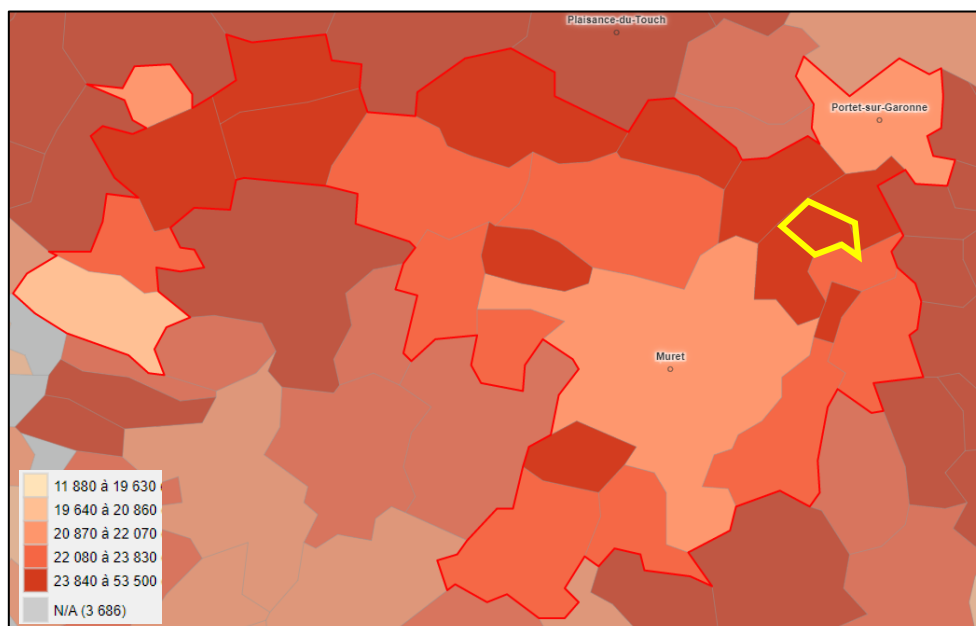 Plaisance-du-Touch
Portet-sur-Garonne
Muret
11 880 à 19 630
19 640 à 20 860
20 870 à 22 070
22 080 à 23 830
23 840 à 53 500
N/A (3 686)